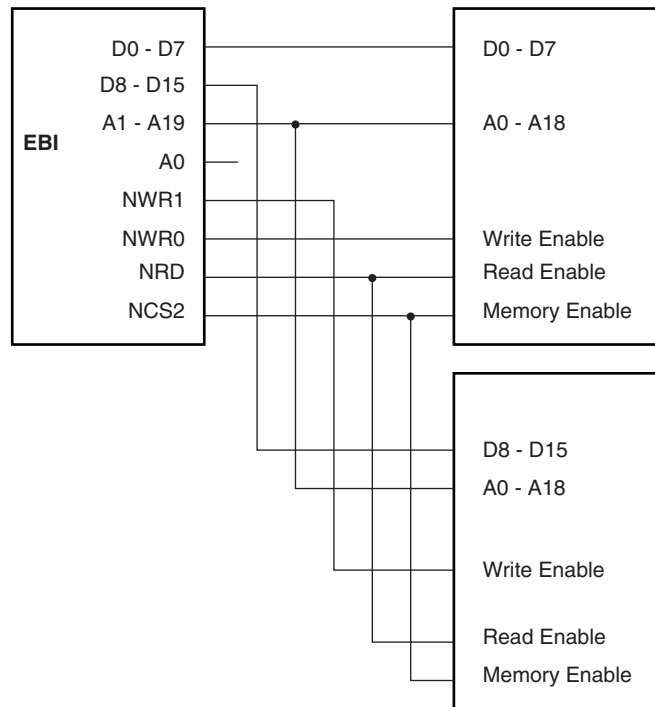 EBI
D0 - D7
D8 - D15
A1 - A19
A0
NWR1
NWR0
NRD
NCS2
D0 - D7
A0 - A18
Write Enable
Read Enable
Memory Enable
D8 - D15
A0 - A18
Write Enable
Read Enable
Memory Enable